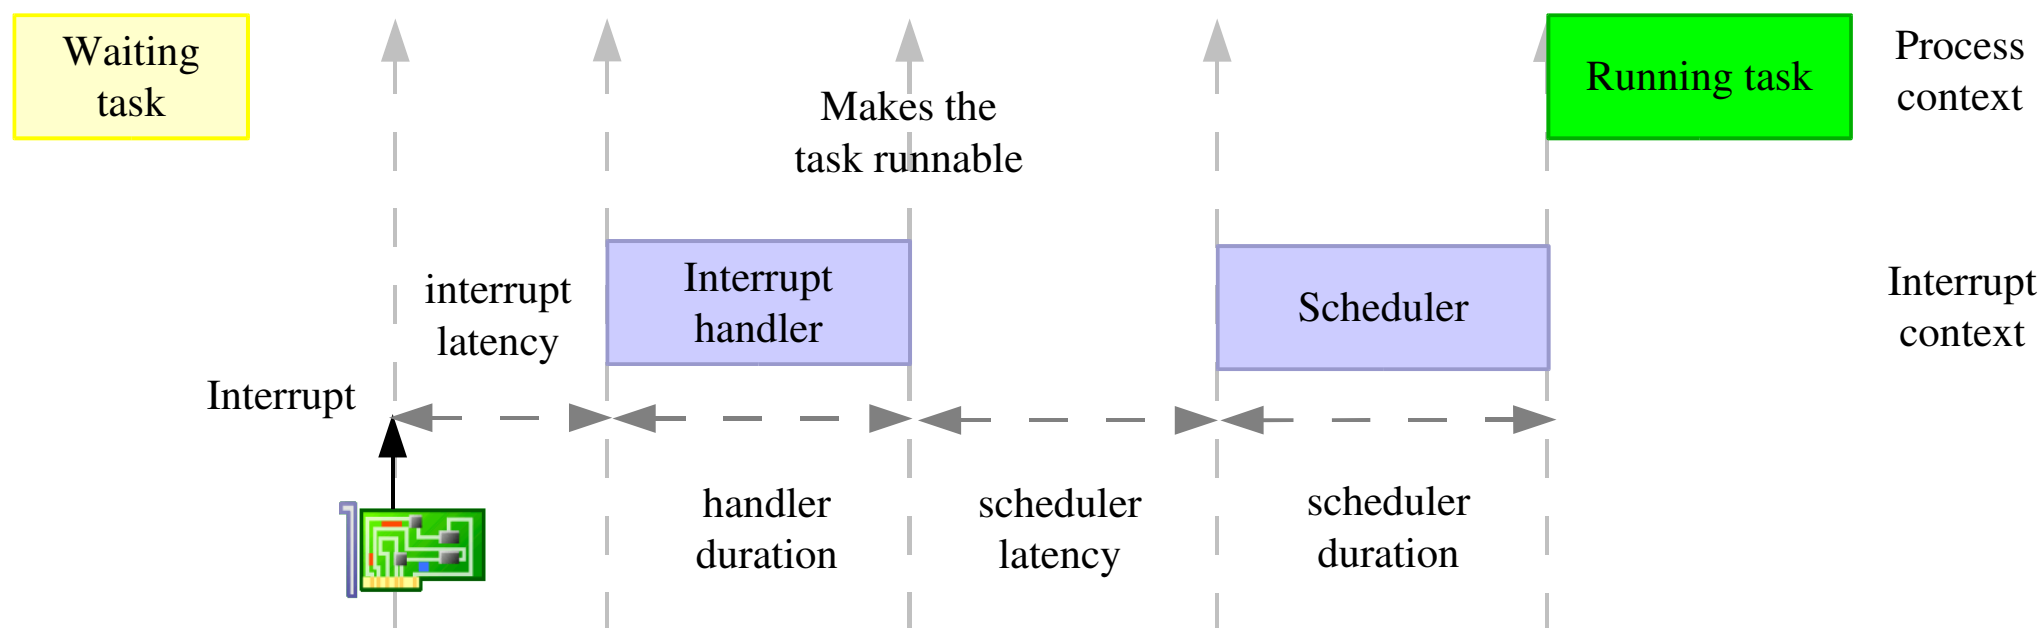 Waiting
task
Makes the
task runnable
Running task
Process
context
interrupt
latency
Interrupt
handler
Scheduler
Interrupt
context
Interrupt
handler
duration
scheduler
latency
scheduler
duration